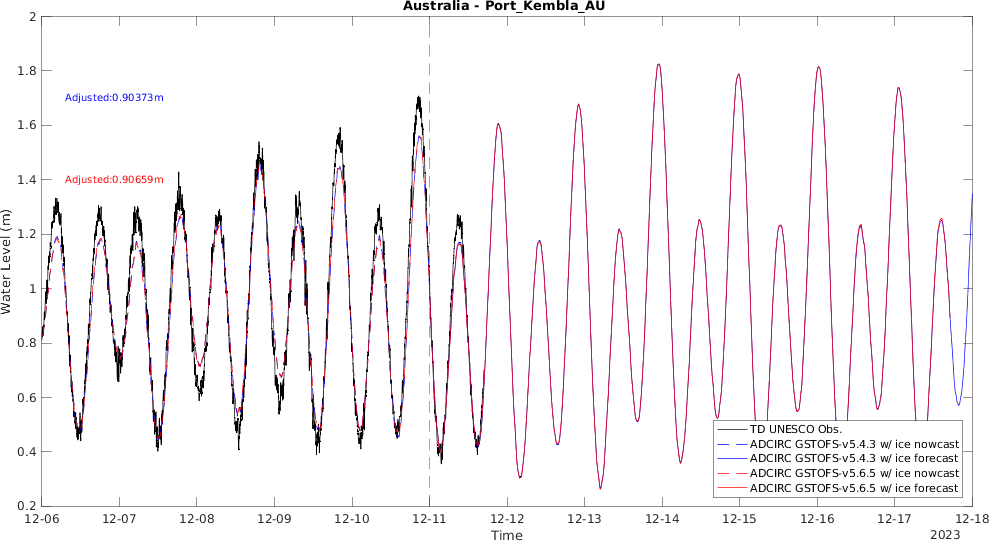 Australia - Port_Kembla_AU
2
1.8
1.6
1.4
1.2
1
0.8
0.6
0.4
0.2
Water Level (m)
Adjusted:0.90373m
Adjusted:0.90659m
TD UNESCO Obs.
ADCIRC GSTOFS-v5.4.3 w/ ice nowcast
ADCIRC GSTOFS-v5.4.3 w/ ice forecast
ADCIRC GSTOFS-v5.6.5 w/ ice nowcast
ADCIRC GSTOFS-v5.6.5 w/ ice forecast
12-06 12-07 12-08 12-09 12-10 12-11 12-12 12-13 12-14 12-15 12-16 12-17 12-18
Time
2023